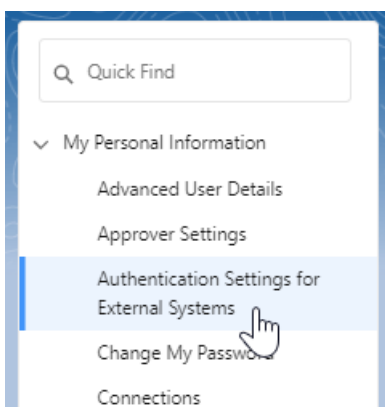 Quick Find
My Personal Information
Advanced User Details
Approver Settings
Authentication Settings for
External Systems
Change My Password
Connections